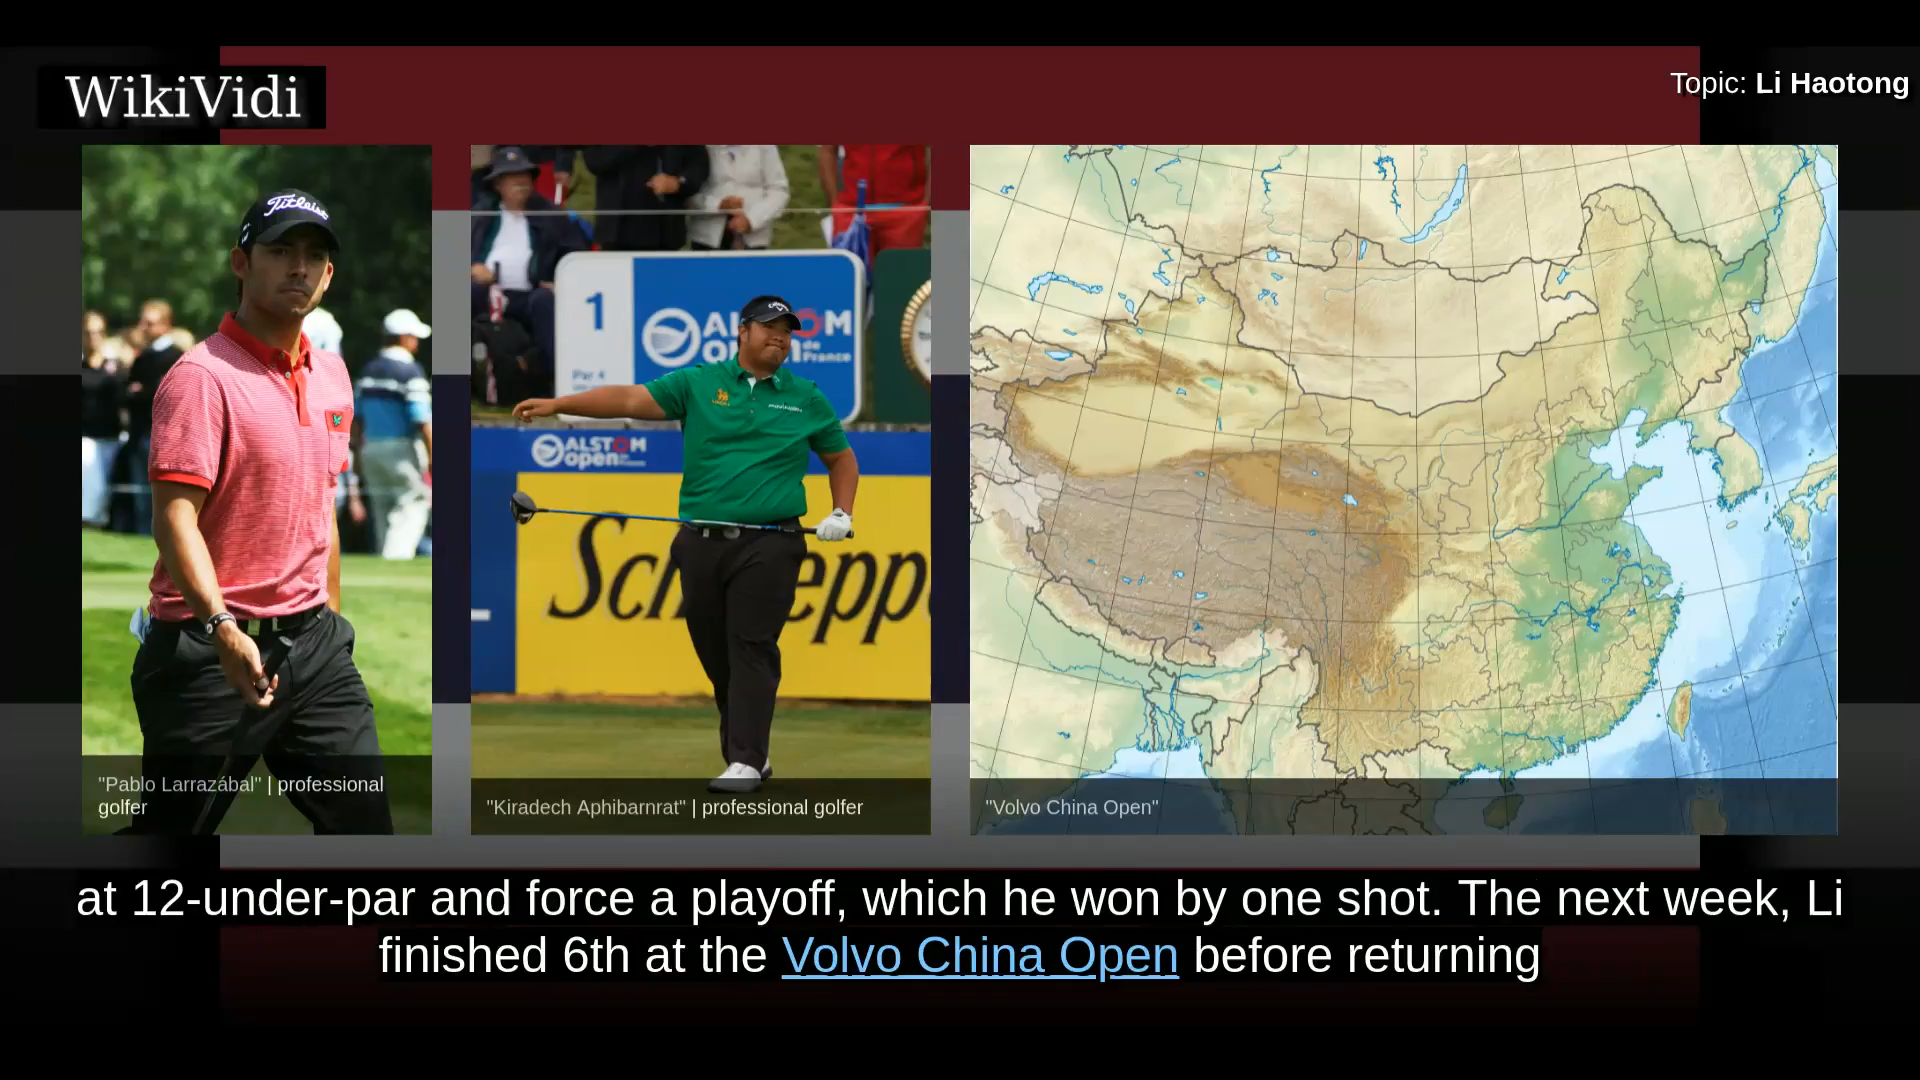 WikiVidi
Topic: Li Haotong
Titleist
1
Par 4
ALSTOM
open
de
France
ALSTOM
open
Sch epp
"Pablo Larrazábal" | professional
golfer
"Kiradech Aphibarnrat" | professional golfer
"Volvo China Open"
at 12-under-par and force a playoff, which he won by one shot. The next week, Li
finished 6th at the Volvo China Open before returning